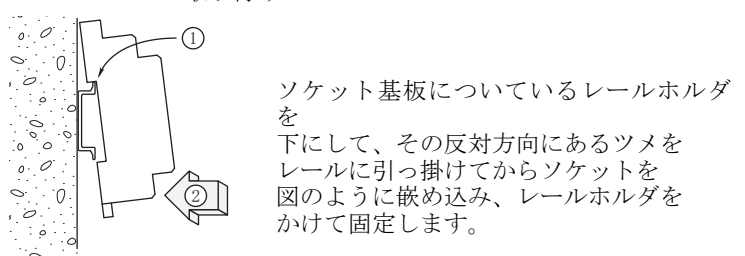 ①
②
ソケット基板についているレールホルダ
を
下にして、その反対方向にあるツメを
レールに引っ掛けてからソケットを
図のように嵌め込み、レールホルダを
かけて固定します。